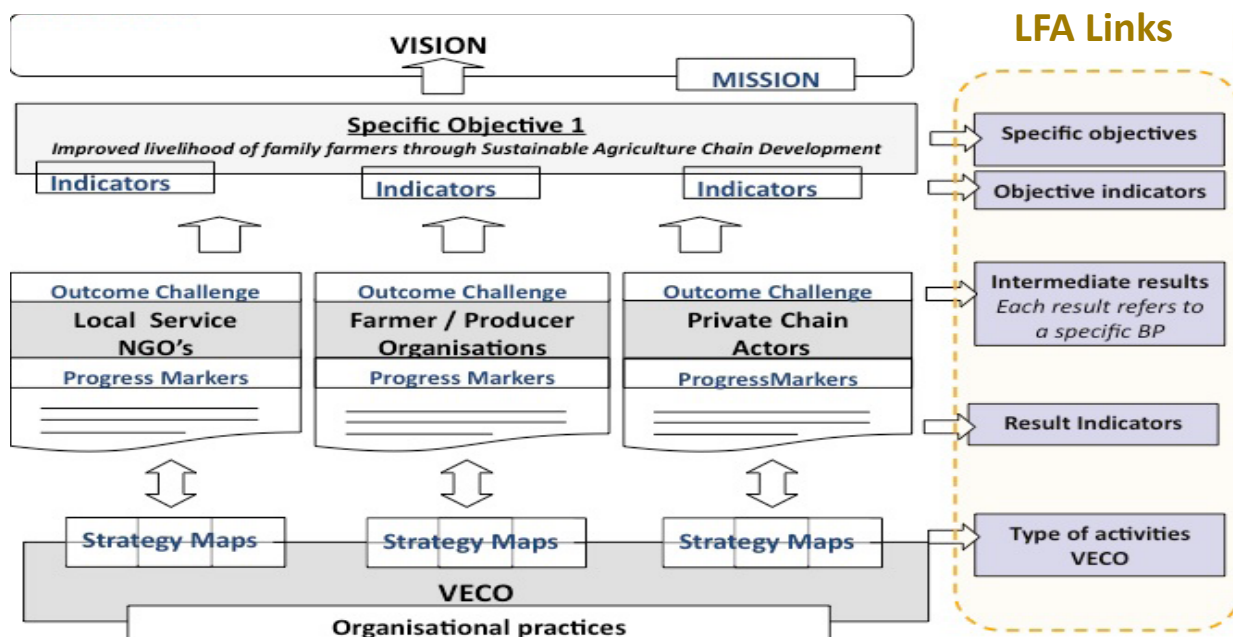 VISION
MISSION
LFA Links
Specific Objective 1
Improved livelihood of family farmers through Sustainable Agriculture Chain Development
Indicators
Indicators
Indicators
Specific objectives
Objective indicators
Outcome Challenge
Local Service
NGO's
Progress Markers
Outcome Challenge
Farmer / Producer
Organisations
Progress Markers
Outcome Challenge
Private Chain
Actors
ProgressMarkers
Intermediate results
Each result refers to
a specific BP
Result Indicators
Strategy Maps
Strategy Maps
Strategy Maps
VECO
Organisational practices
Type of activities
VECO